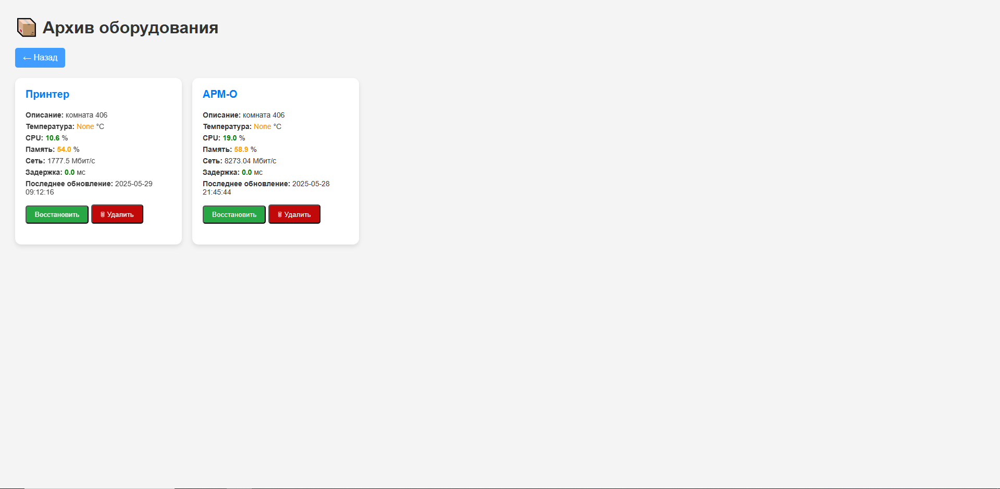 Архив оборудования
← Назад
Принтер
Описание: комната 406
Температура: None °C
CPU: 10.6 %
Память: 54.0 %
Сеть: 1777.5 Мбит/с
Задержка: 0.0 мс
Последнее обновление: 2025-05-29
09:12:16
Восстановить
Удалить
АРМ-О
Описание: комната 406
Температура: None °C
CPU: 19.0 %
Память: 58.9 %
Сеть: 8273.04 Мбит/с
Задержка: 0.0 мс
Последнее обновление: 2025-05-28
21:45:44
Восстановить
Удалить